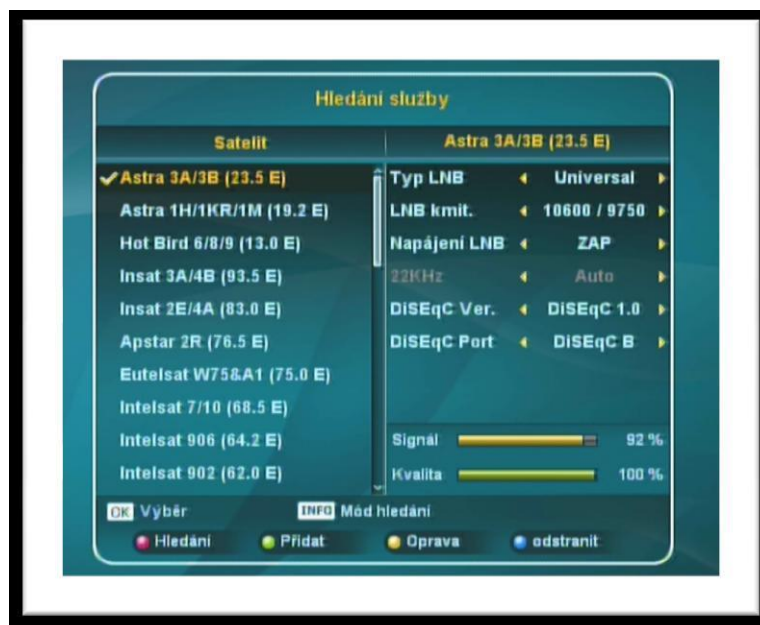 Hledání služby
Satelit
Astra 3A/3B (23.5 E)
Astra 3A/3B (23.5 E)
Astra 1H/1KR/1M (19.2 E)
Hot Bird 6/8/9 (13.0 E)
Insat 3A/4B (93.5 E)
Insat 2E/4A (83.0 E)
Apstar 2R (76.5 E)
Eutelsat W75&A1 (75.0 E)
Intelsat 7/10 (68.5 E)
Intelsat 906 (64.2 E)
Intelsat 902 (62.0 E)
Typ LNB Universal
LNB kmit. 10600 / 9750
Napájení LNB ZAP
22KHz Auto
DiSEqC Ver. DiSEqC 1.0
DiSEqC Port DiSEqC B
Signál 92 %
Kvalita 100 %
OK Výběr INFO Mód hledání
Hledání Přidat Oprava odstranit